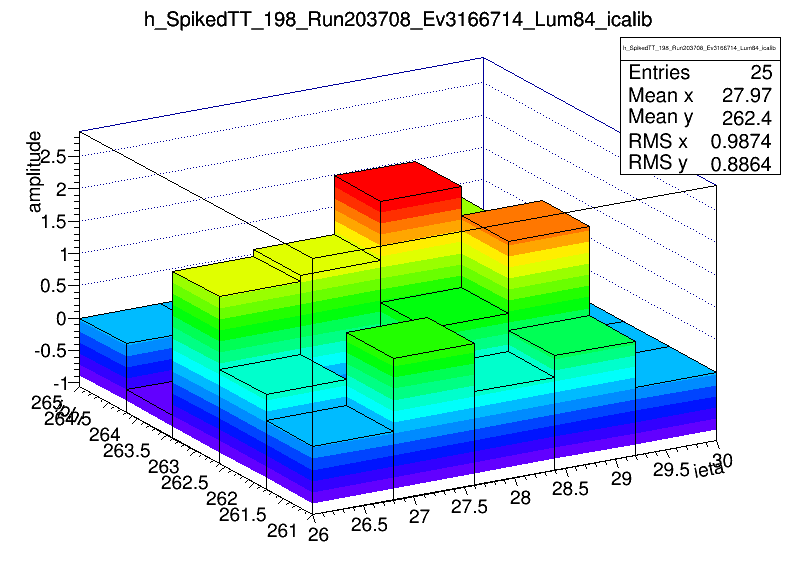 h_SpikedTT_198_Run203708_Ev3166714_Lum84_icalib
h_SpikedTT_198_Run203708_Ev3166714_Lum84_icalib
Entries 25
Mean x 27.97
Mean y 262.4
RMS x 0.9874
RMS y 0.8864
amplitude
2.5
2
1.5
1
0.5
0
-0.5
-1
265
264.5
264
263.5
263
262.5
262
261.5
261
26
26.5
27
27.5
28
28.5
29
29.5
30
ieta